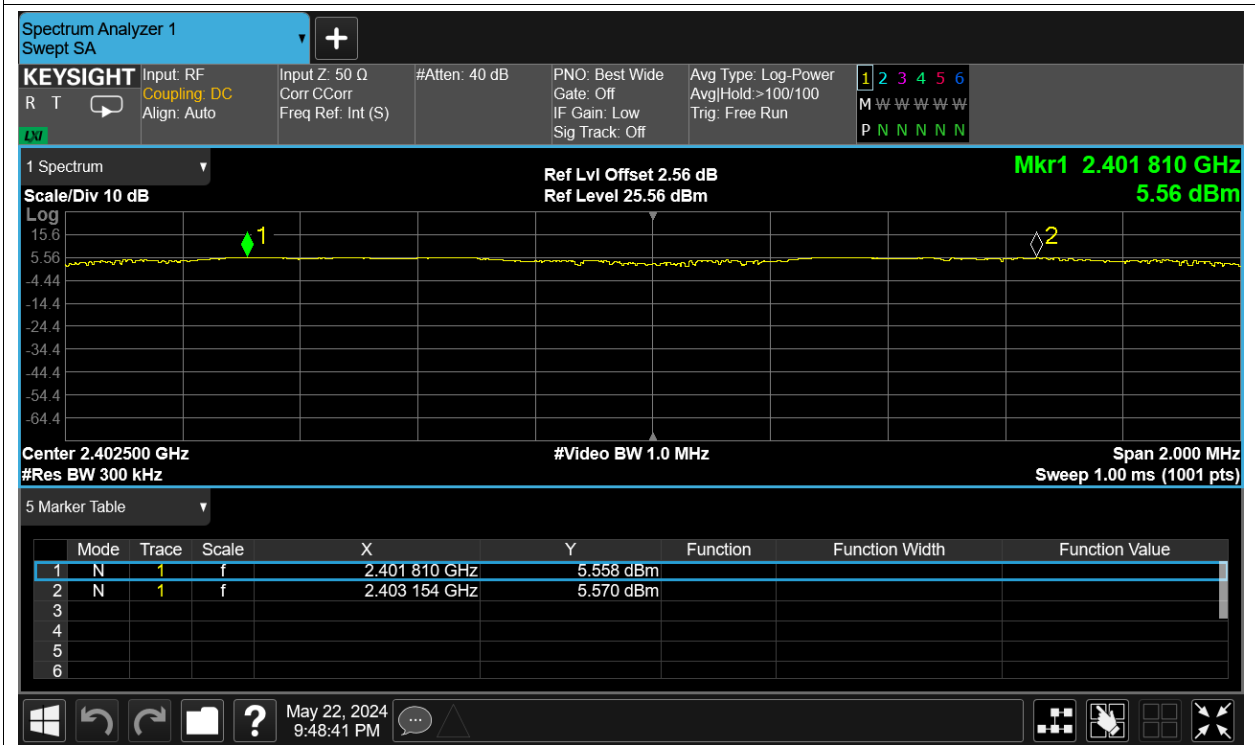 Spectrum Analyzer 1
Swept SA
KEYSIGHT
R T
LXI
Input: RF
Coupling: DC
Align: Auto
Input Z: 50 Ω
Corr CCorr
Freq Ref: Int (S)
#Atten: 40 dB
PNO: Best Wide
Gate: Off
IF Gain: Low
Sig Track: Off
Avg Type: Log-Power
Avg|Hold:>100/100
Trig: Free Run
1 2 3 4 5 6
M W W W W W
P N N N N N
1 Spectrum
Scale/Div 10 dB
Ref Lvl Offset 2.56 dB
Ref Level 25.56 dBm
Mkr1 2.401 810 GHz
5.56 dBm
Log
15.6
5.56
-4.44
-14.4
-24.4
-34.4
-44.4
-54.4
-64.4
1
2
Center 2.402500 GHz
#Res BW 300 kHz
#Video BW 1.0 MHz
Span 2.000 MHz
Sweep 1.00 ms (1001 pts)
5 Marker Table
Mode Trace Scale X Y Function Function Width Function Value
1 N 1 f 2.401 810 GHz 5.558 dBm
2 N 1 f 2.403 154 GHz 5.570 dBm
3
4
5
6
?
May 22, 2024
9:48:41 PM